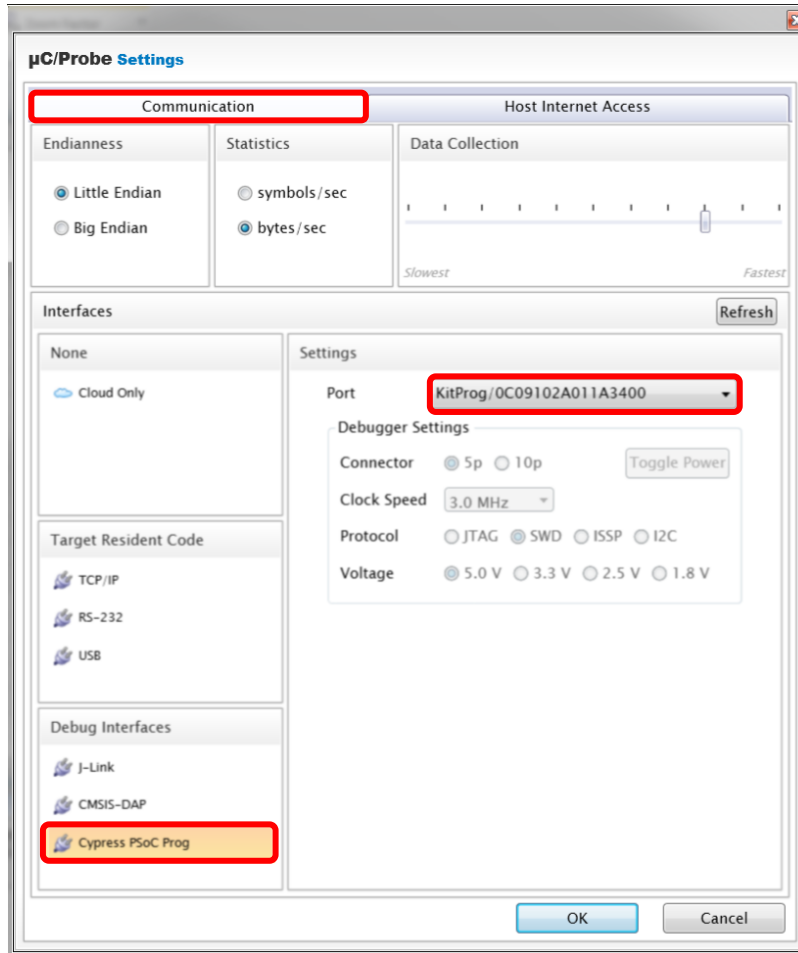 µC/Probe Settings
Communication
Host Internet Access
Endianness
Statistics
Data Collection
Little Endian
symbols/sec
Big Endian
bytes/sec
Slowest
Fastest
Interfaces
Refresh
None
Settings
Cloud Only
Port
KitProg/0C09102A011A3400
Debugger Settings
Connector
5p
10p
Toggle Power
Clock Speed
3.0 MHz
Target Resident Code
Protocol
JTAG
SWD
ISSP
I2C
TCP/IP
Voltage
5.0 V
3.3 V
2.5 V
1.8 V
RS-232
USB
Debug Interfaces
J-Link
CMSIS-DAP
Cypress PSoC Prog
OK
Cancel